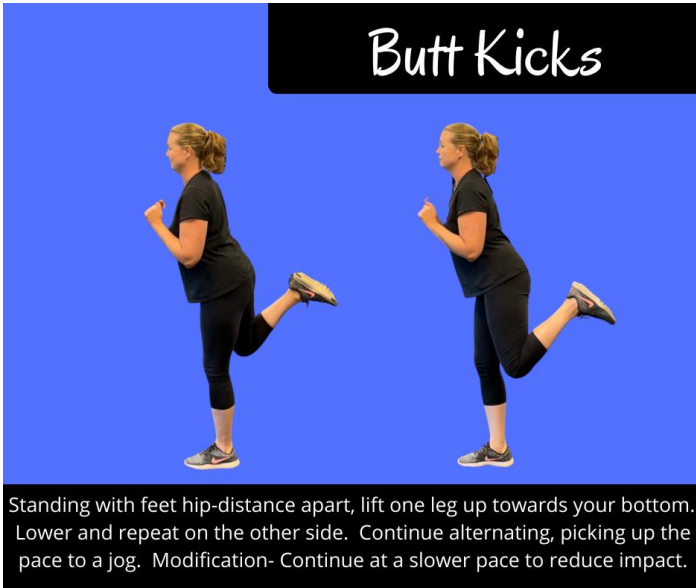 Butt Kicks
Standing with feet hip-distance apart, lift one leg up towards your bottom.
Lower and repeat on the other side.  Continue alternating, picking up the
pace to a jog.  Modification- Continue at a slower pace to reduce impact.